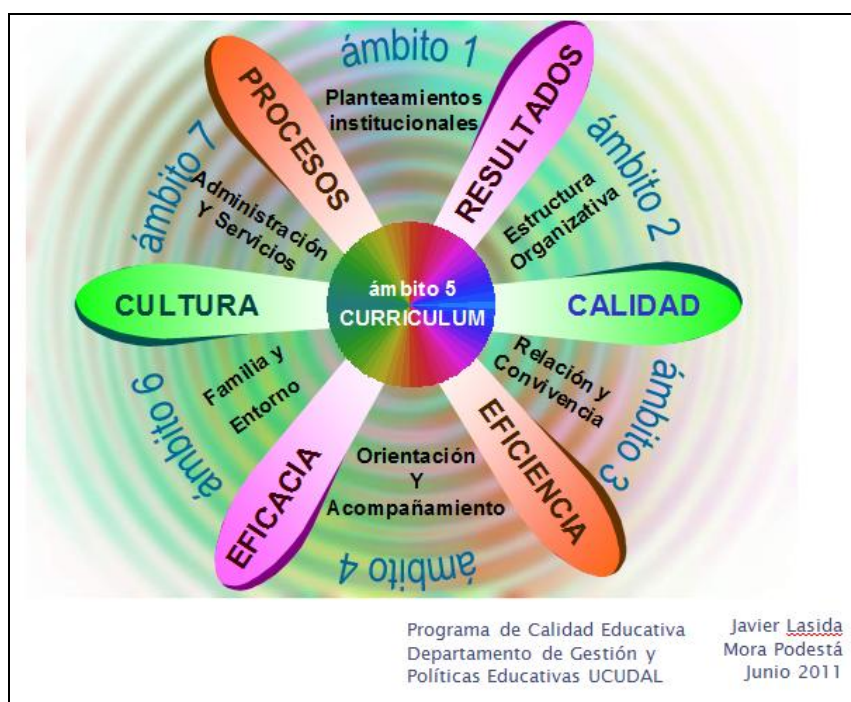 ámbito 1
Planteamientos
institucionales
RESULTADOS
ámbito 2
Estructura
Organizativa
CALIDAD
ámbito 3
Relación y
Convivencia
EFICIENCIA
ámbito 4
Orientación
Y
Acompañamiento
EFICACIA
ámbito 6
Familia y
Entorno
CULTURA
ámbito 7
Administración
Y Servicios
PROCESOS
ámbito 5
CURRICULUM
Programa de Calidad Educativa
Departamento de Gestión y
Políticas Educativas UCUDAL
Javier Lasida
Mora Podestá
Junio 2011